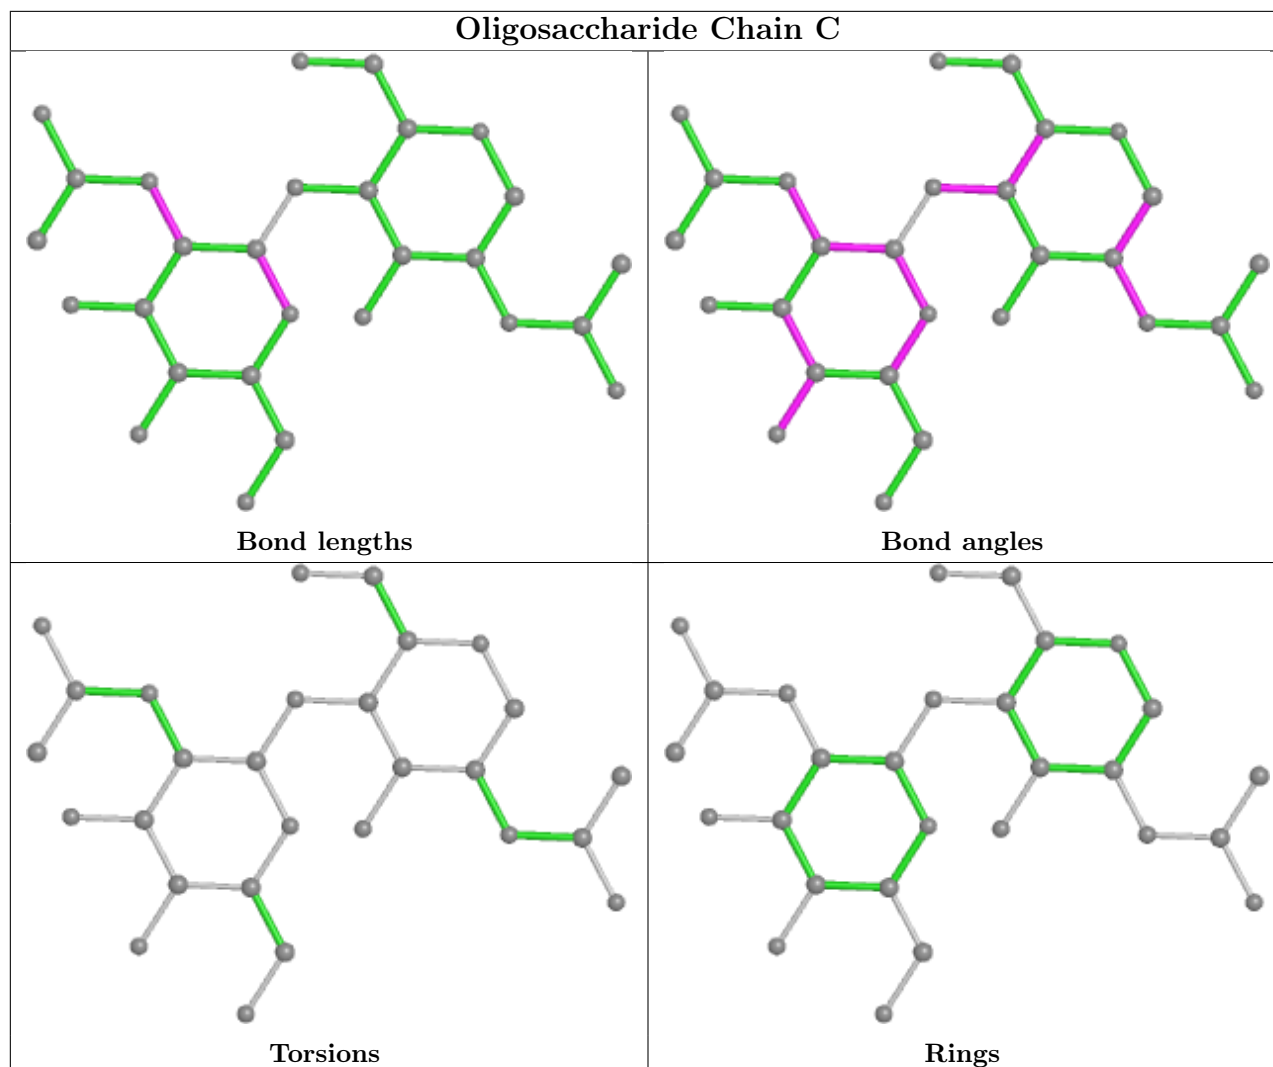 Oligosaccharide Chain C
Bond lengths
Bond angles
Torsions
Rings